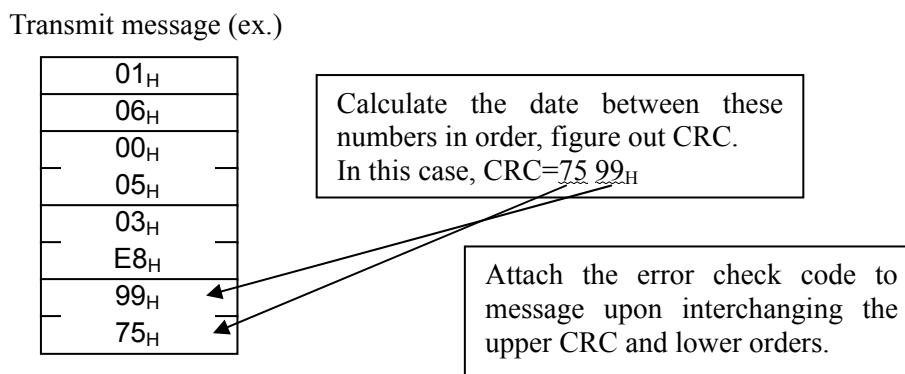 Transmit message (ex.)
01H
06H
00H
05H
03H
E8H
99H
75H
Calculate the date between these
numbers in order, figure out CRC.
In this case, CRC=75 99H
Attach the error check code to
message upon interchanging the
upper CRC and lower orders.